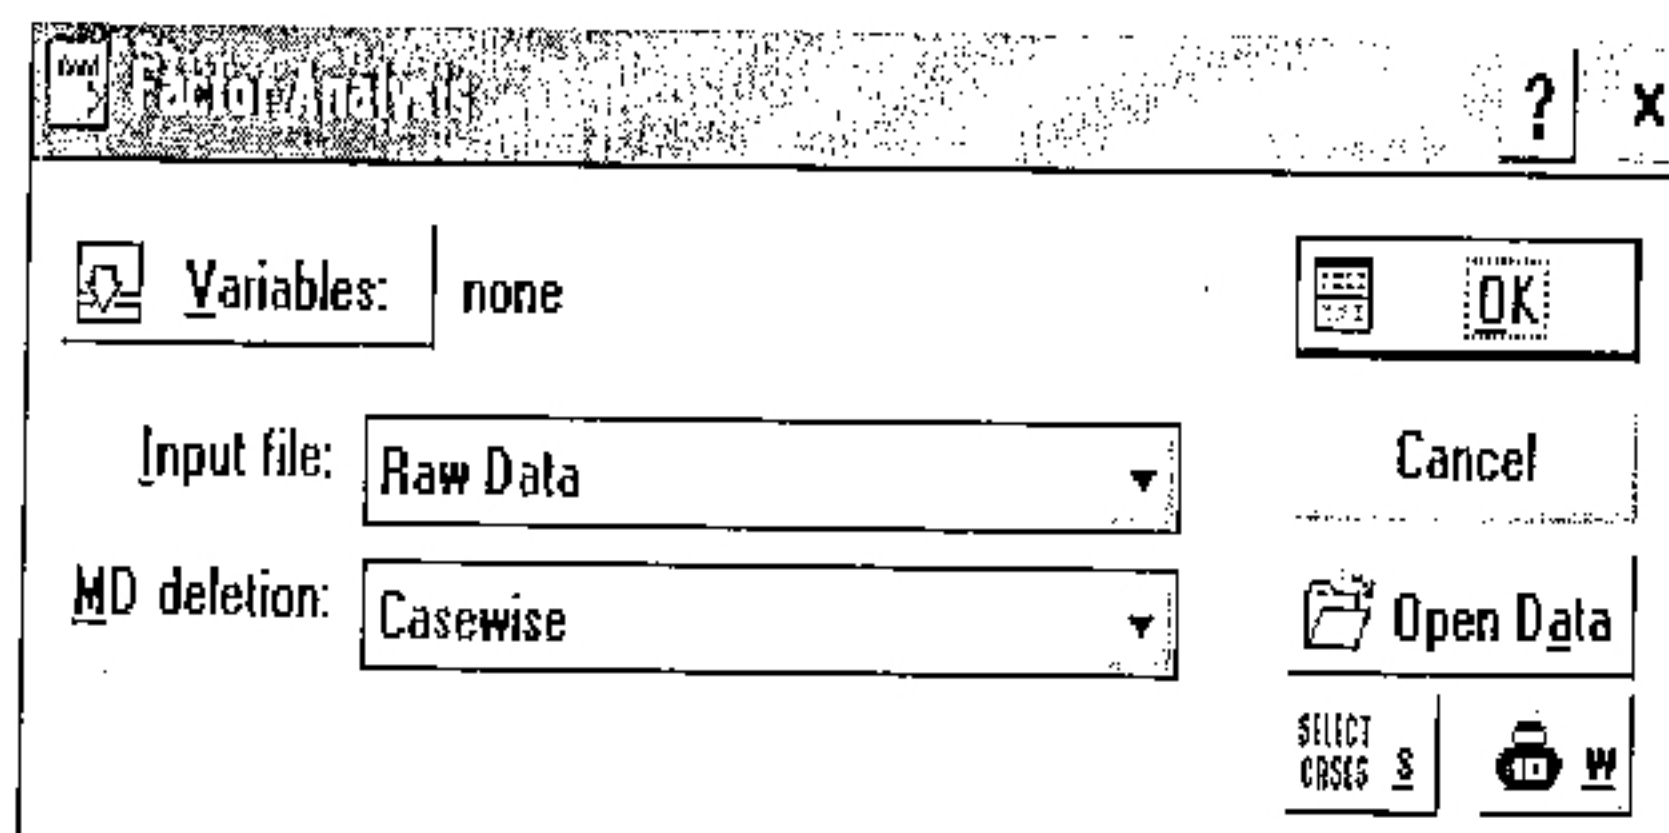 Factor Analysis
? X
Variables: none
OK
Input file: Raw Data
Cancel
MD deletion: Casewise
Open Data
SELECT
CASES S
W